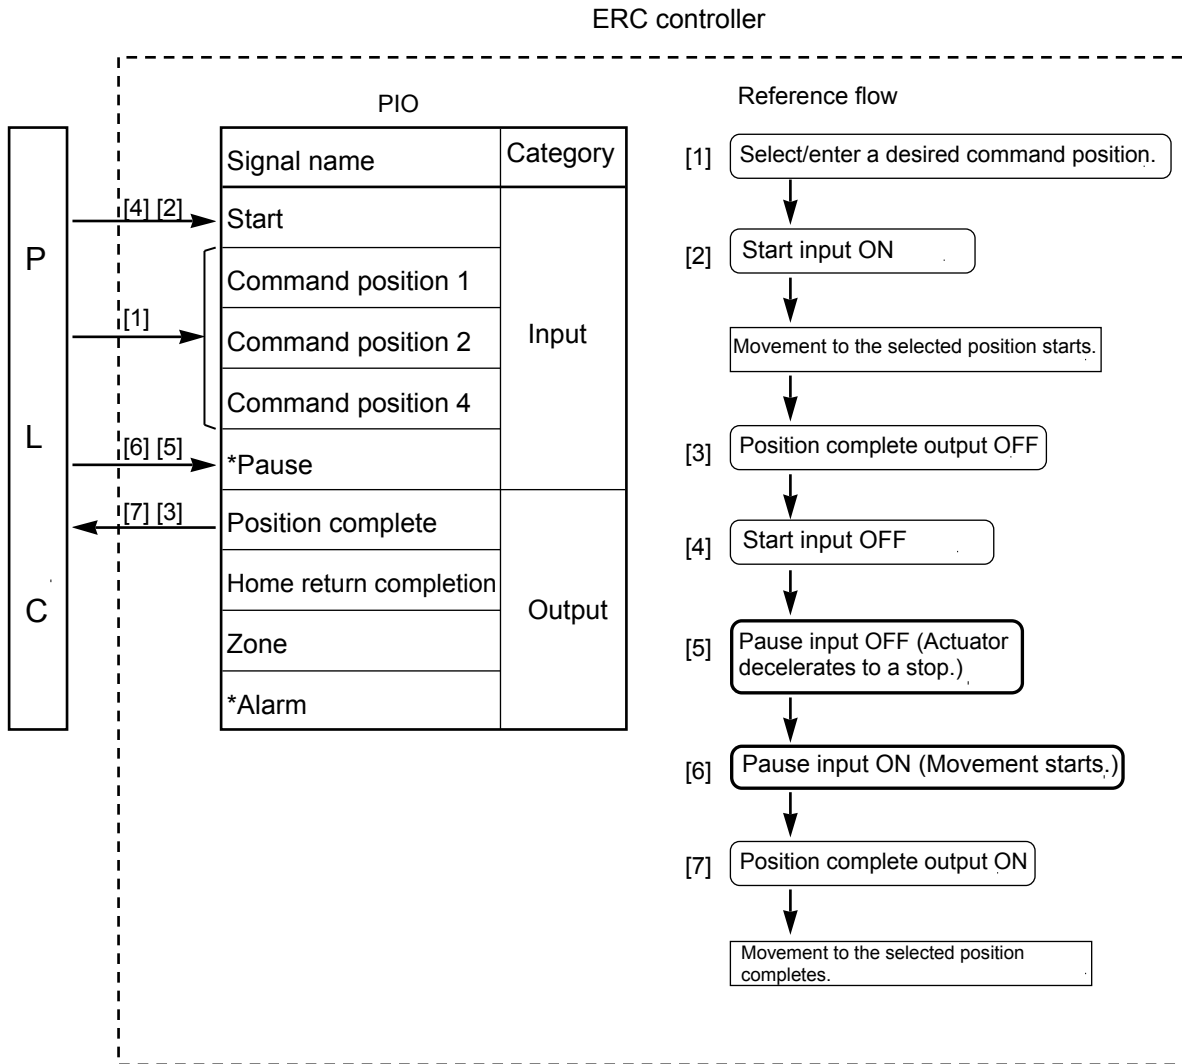 ERC controller
PIO
Signal name
Category
[4] [2]
Start
Command position 1
[1]
Command position 2
Input
Command position 4
[6] [5]
*Pause
[7] [3]
Position complete
Home return completion
Output
Zone
*Alarm
P
L
C
Reference flow
[1]
Select/enter a desired command position.
[2]
Start input ON
Movement to the selected position starts.
[3]
Position complete output OFF
[4]
Start input OFF
[5]
Pause input OFF (Actuator
decelerates to a stop.)
[6]
Pause input ON (Movement starts.)
[7]
Position complete output ON
Movement to the selected position
completes.